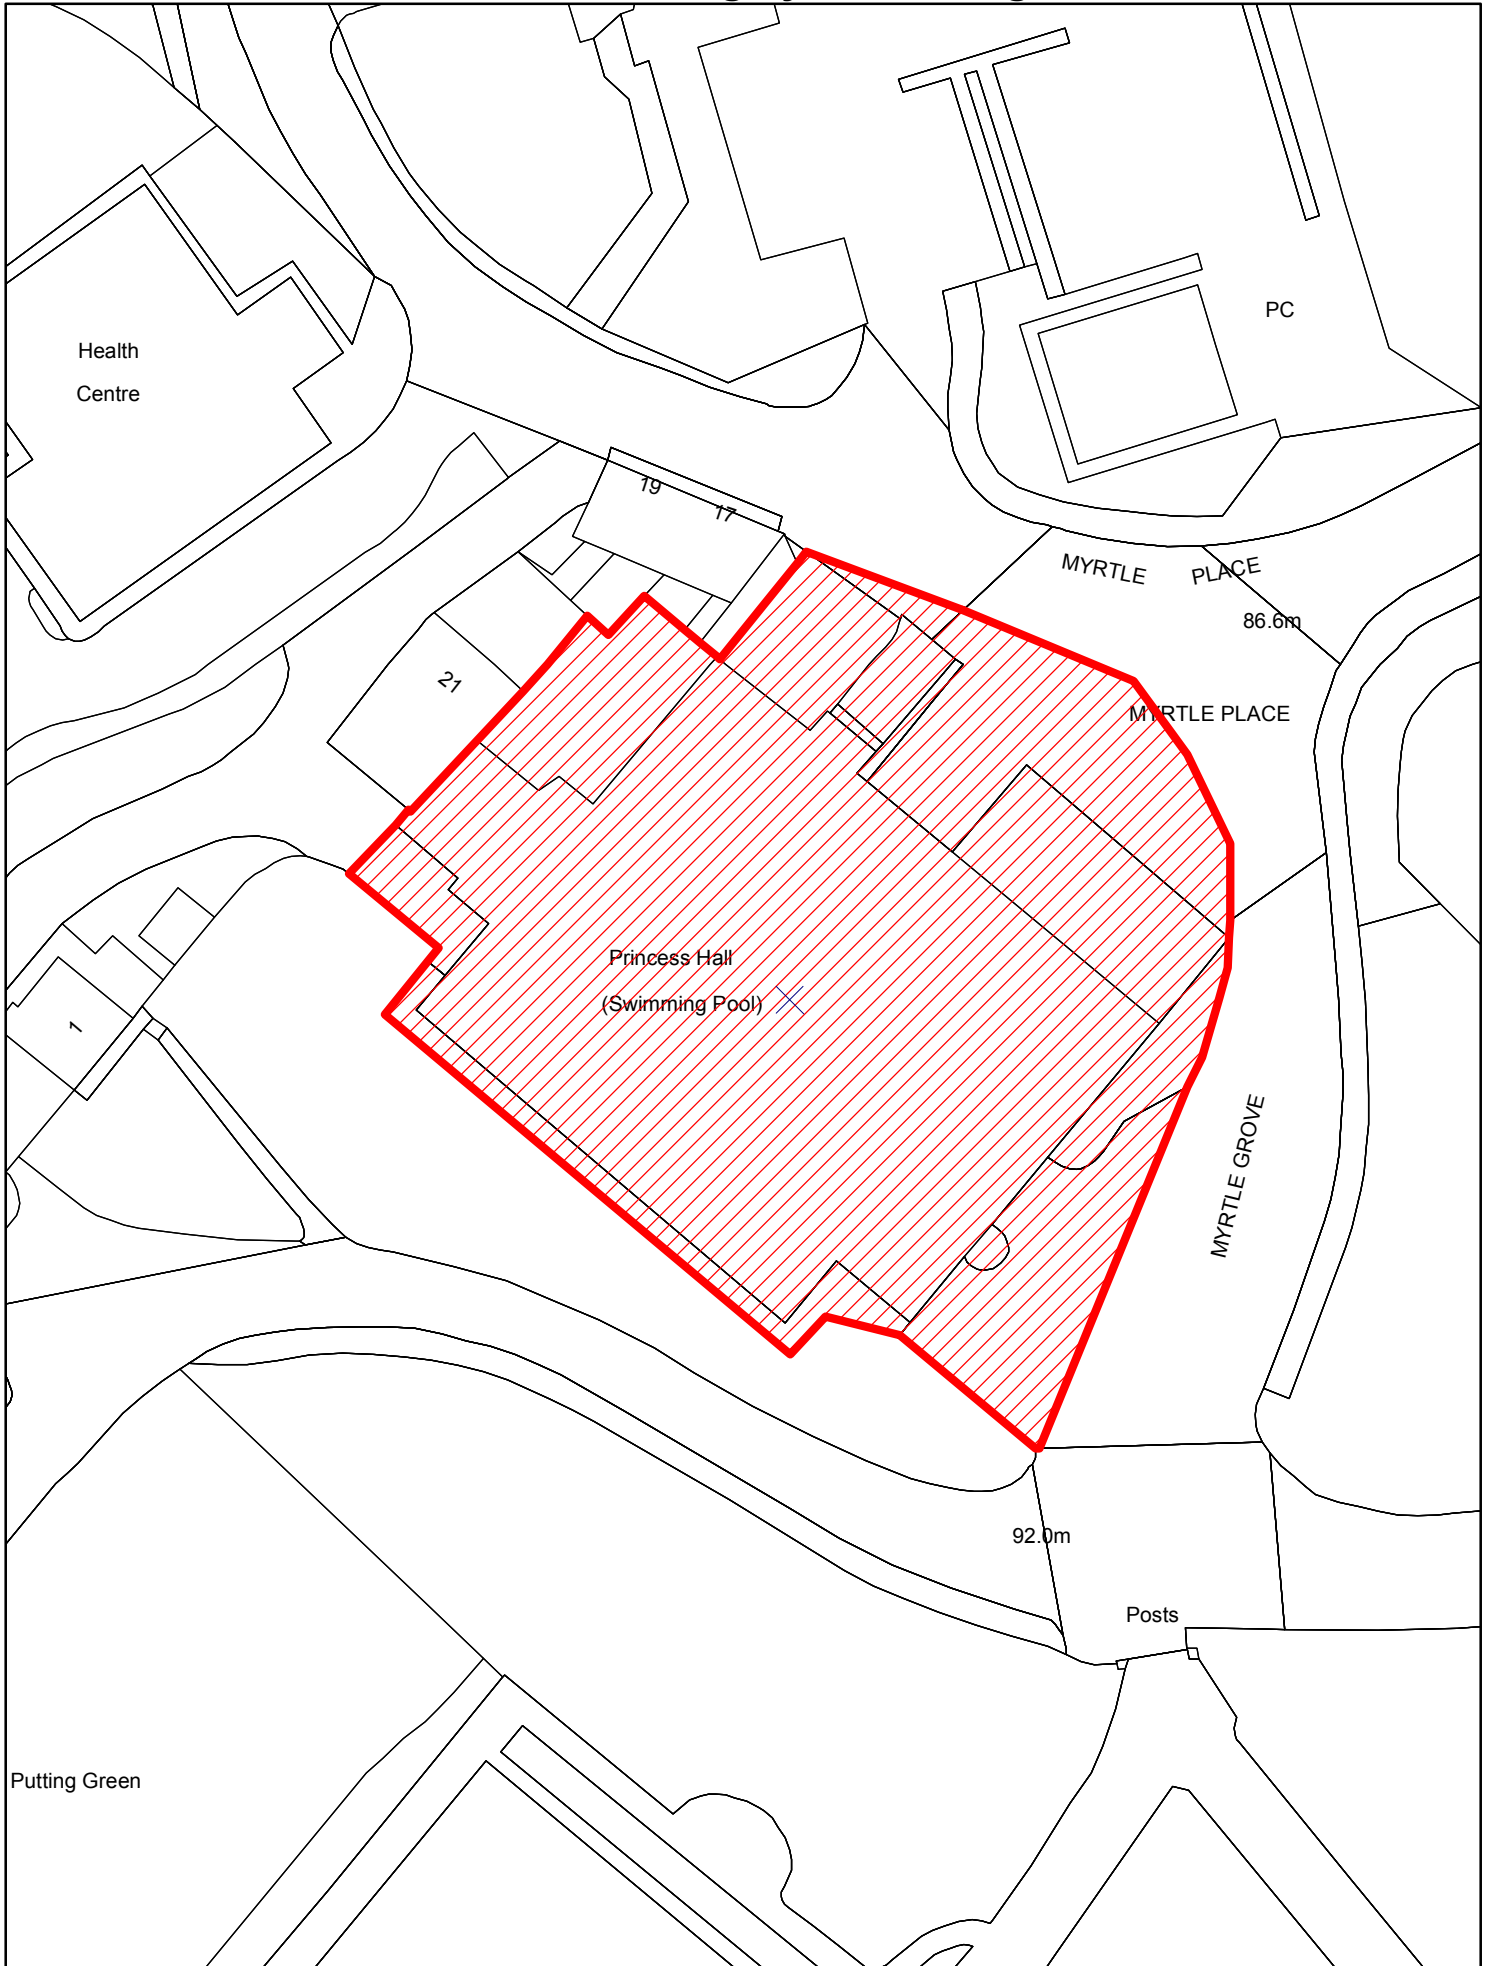 PC
Health
Centre
19
17
MYRTLE PLACE
86.6m
21
MYRTLE PLACE
Princess Hall
(Swimming Pool)
1
MYRTLE GROVE
92.0m
Posts
Putting Green